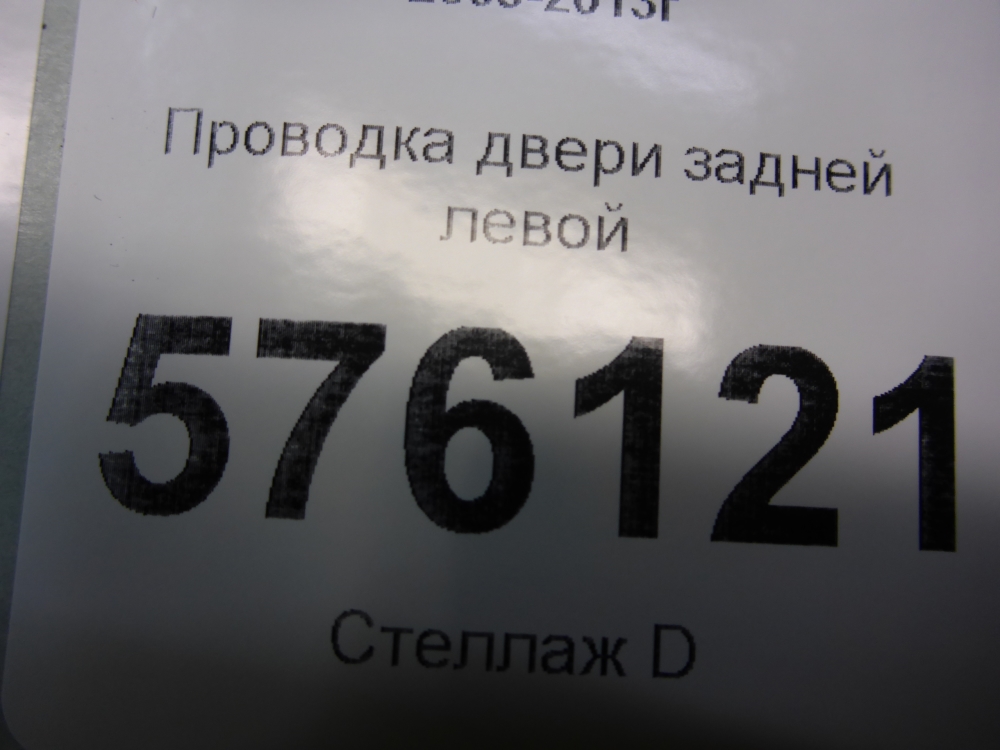 Проводка двери задней
левой
576121
Стеллаж D